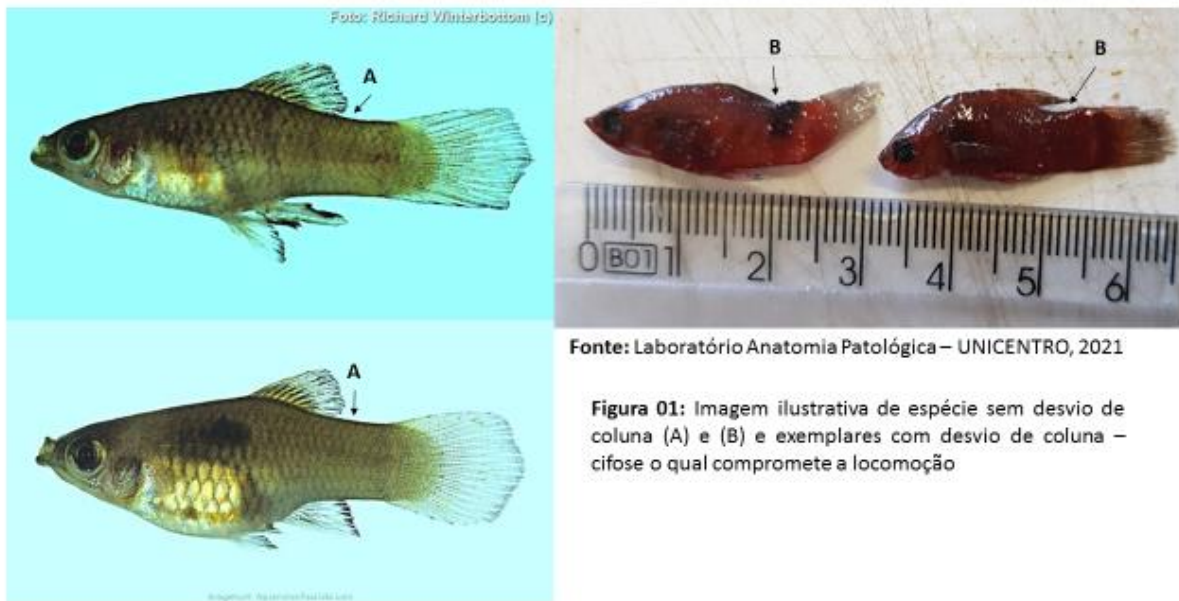 Foto: Richard Winterbottom (c)
A
B
B
0 B01 1 2 3 4 5 6
Fonte: Laboratório Anatomia Patológica – UNICENTRO, 2021
A
Figura 01: Imagem ilustrativa de espécie sem desvio de
coluna (A) e (B) e exemplares com desvio de coluna –
cifose o qual compromete a locomoção